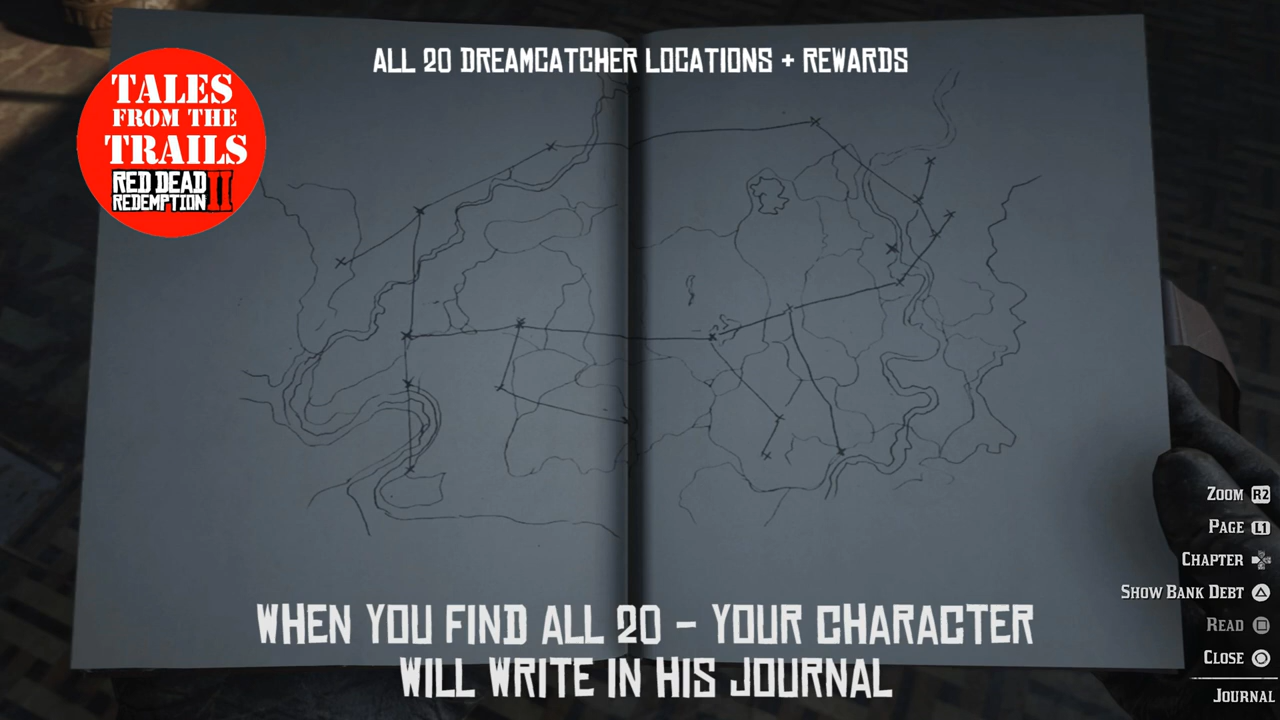 ALL 20 DREAMCATCHER LOCATIONS + REWARDS
TALES
FROM THE
TRAILS
RED DEAD
REDEMPTION II
WHEN YOU FIND ALL 20 - YOUR CHARACTER
WILL WRITE IN HIS JOURNAL
ZOOM R2
PAGE L1
CHAPTER
SHOW BANK DEBT
READ
CLOSE
JOURNAL